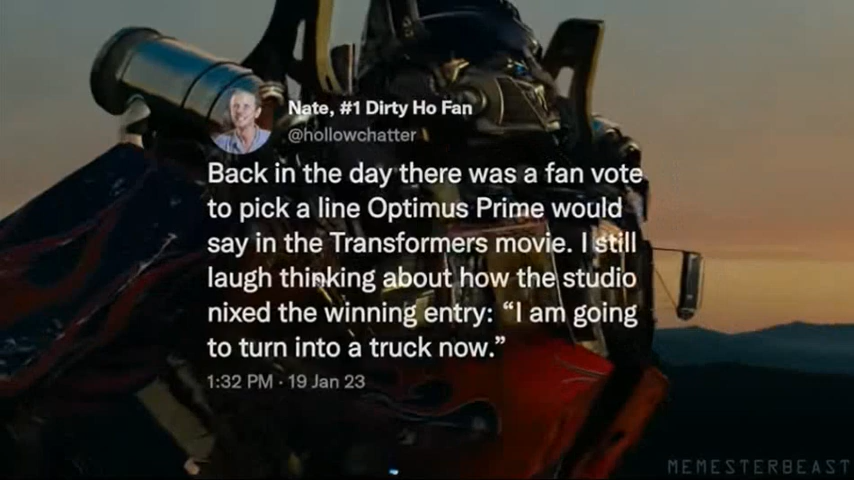 Nate, #1 Dirty Ho Fan
@hollowchatter
Back in the day there was a fan vote
to pick a line Optimus Prime would
say in the Transformers movie. I still
laugh thinking about how the studio
nixed the winning entry: “I am going
to turn into a truck now.”
1:32 PM · 19 Jan 23
MEMESTERBEAST